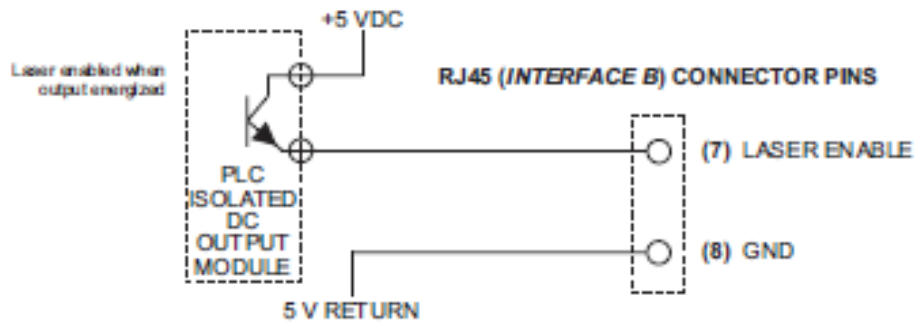 +5 VDC
Laser enabled when
output energized
RJ45 (INTERFACE B) CONNECTOR PINS
(7) LASER ENABLE
PLC
ISOLATED
DC
OUTPUT
MODULE
(8) GND
5 V RETURN